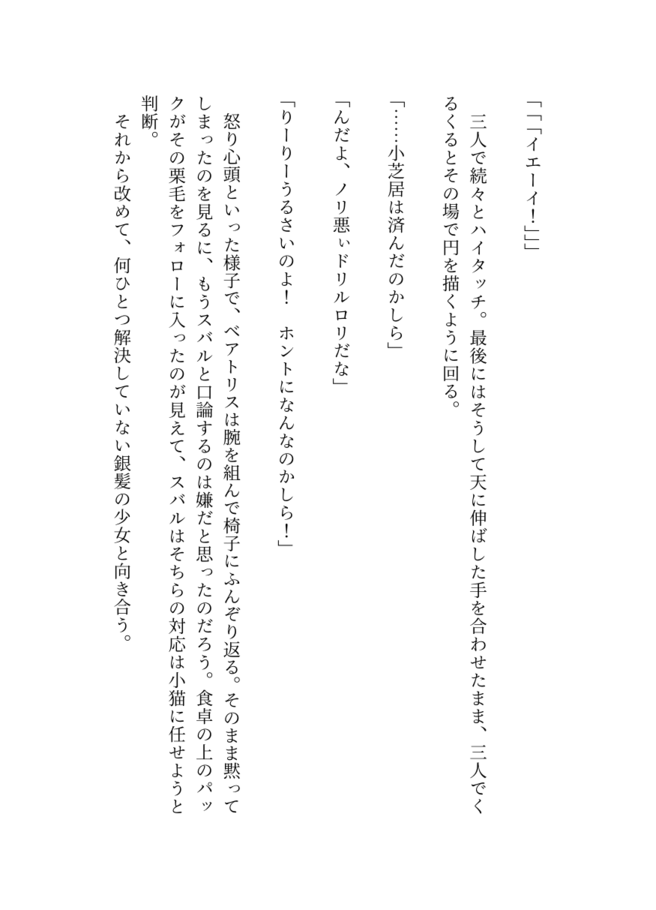 「「「イエーイ！」」」
　三人で続々とハイタッチ。最後にはそうして天に伸ばした手を合わせたまま、三人でく
るくるとその場で円を描くように回る。
「……小芝居は済んだのかしら」
「んだよ、ノリ悪ぃドリルロリだな」
「りーりーうるさいのよ！　ホントになんなのかしら！」
　怒り心頭といった様子で、ベアトリスは腕を組んで椅子にふんぞり返る。そのまま黙って
しまったのを見るに、もうスバルと口論するのは嫌だと思ったのだろう。食卓の上のパッ
クがその栗毛をフォローに入ったのが見えて、スバルはそちらの対応は小猫に任せようと
判断。
　それから改めて、何ひとつ解決していない銀髪の少女と向き合う。